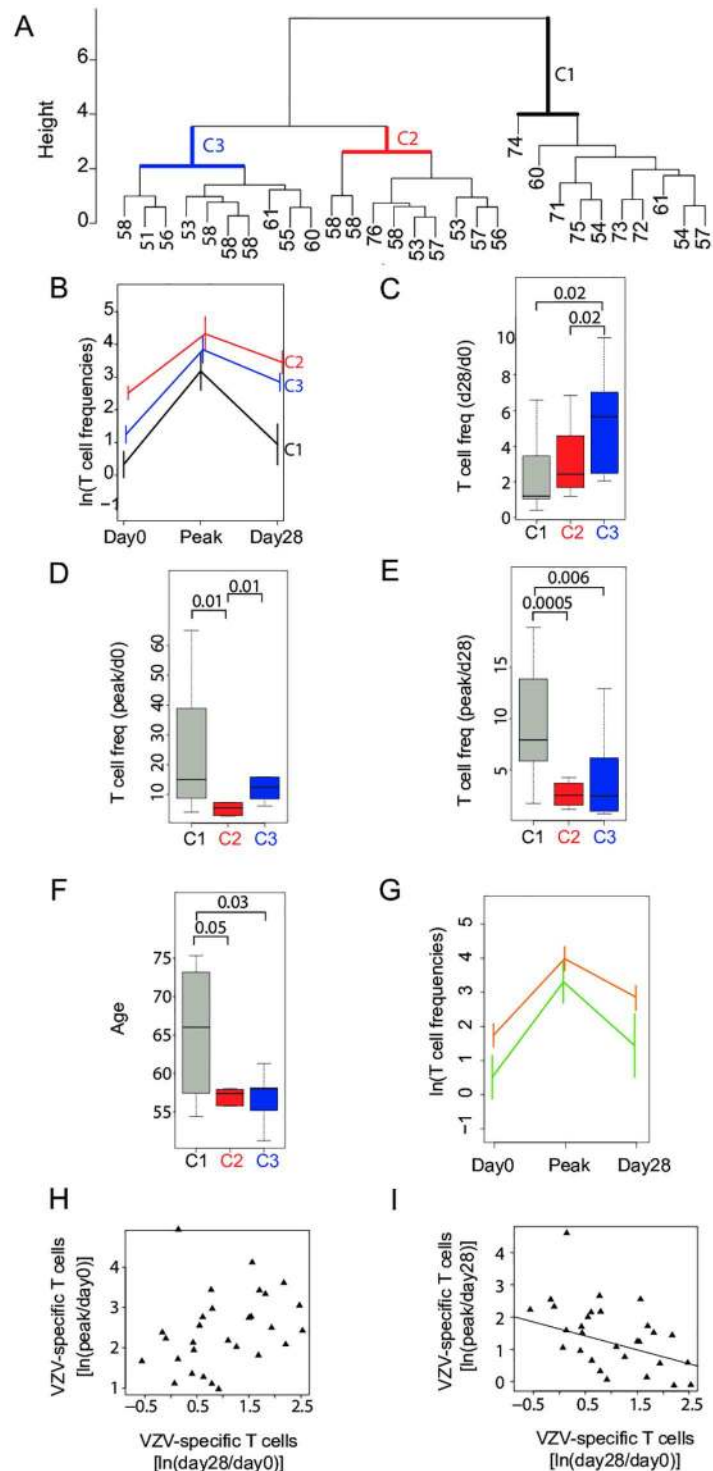 A
Height
6
4
2
0
C1
C3
C2
58
51
56
53
58
58
58
61
55
60
58
58
76
58
53
57
53
57
56
74
60
71
75
54
73
72
61
54
57
B
ln(T cell frequencies)
5
4
3
2
1
0
−1
C2
C3
C1
Day0 Peak Day28
C
T cell freq (d28/d0)
10
8
6
4
2
0
0.02
0.02
C1 C2 C3
D
T cell freq (peak/d0)
60
50
40
30
20
10
0.01
0.01
C1 C2 C3
E
T cell freq (peak/d28)
15
10
5
0.006
0.0005
C1 C2 C3
F
Age
75
70
65
60
55
0.03
0.05
C1 C2 C3
G
ln(T cell frequencies)
5
4
3
2
1
0
−1
Day0 Peak Day28
H
VZV-specific T cells
[ln(peak/day0)]
5
4
3
2
1
−0.5 0.5 1.5 2.5
VZV-specific T cells
[ln(day28/day0)]
I
VZV-specific T cells
[ln(peak/day28)]
4
3
2
1
0
−0.5 0.5 1.5 2.5
VZV-specific T cells
[ln(day28/day0)]